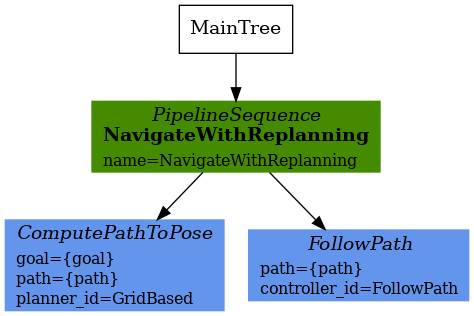 MainTree
PipelineSequence
NavigateWithReplanning
name=NavigateWithReplanning
ComputePathToPose
goal={goal}
path={path}
planner_id=GridBased
FollowPath
path={path}
controller_id=FollowPath